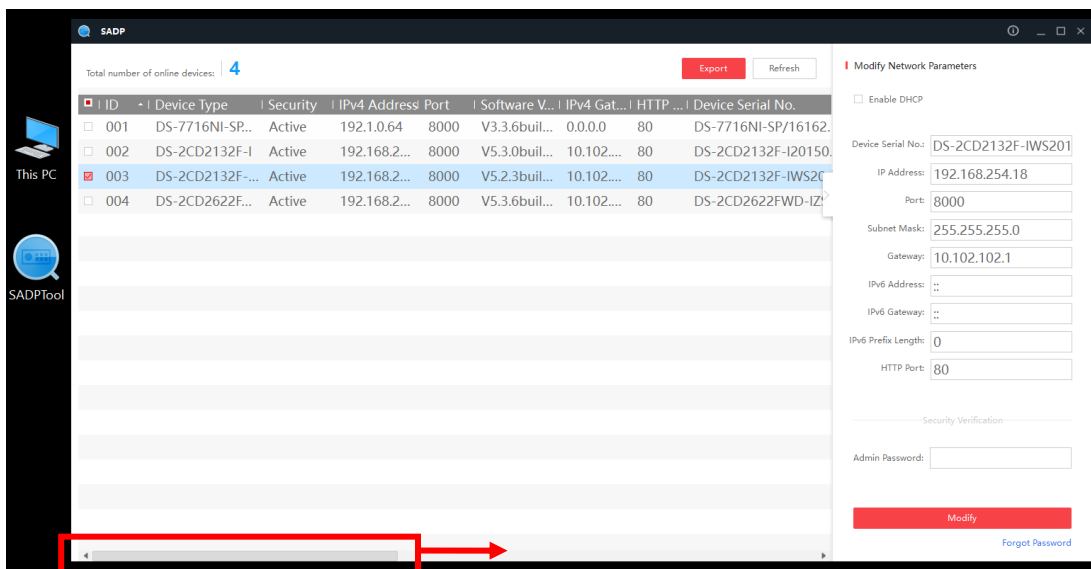 SADP
Total number of online devices: 4
Export
Refresh
ID Device Type Security IPv4 Address Port Software V... IPv4 Gat... HTTP ... Device Serial No.
001 DS-7716NI-SP... Active 192.1.0.64 8000 V3.3.6buil... 0.0.0.0 80 DS-7716NI-SP/16162.
002 DS-2CD2132F-I Active 192.168.2... 8000 V5.3.0buil... 10.102.... 80 DS-2CD2132F-I20150.
003 DS-2CD2132F-... Active 192.168.2... 8000 V5.2.3buil... 10.102.... 80 DS-2CD2132F-IWS20
004 DS-2CD2622F... Active 192.168.2... 8000 V5.3.6buil... 10.102.... 80 DS-2CD2622FWD-IZS
This PC
SADPTool
Modify Network Parameters
Enable DHCP
Device Serial No.: DS-2CD2132F-IWS201
IP Address: 192.168.254.18
Port: 8000
Subnet Mask: 255.255.255.0
Gateway: 10.102.102.1
IPv6 Address: ::
IPv6 Gateway: ::
IPv6 Prefix Length: 0
HTTP Port: 80
Security Verification
Admin Password:
Modify
Forgot Password